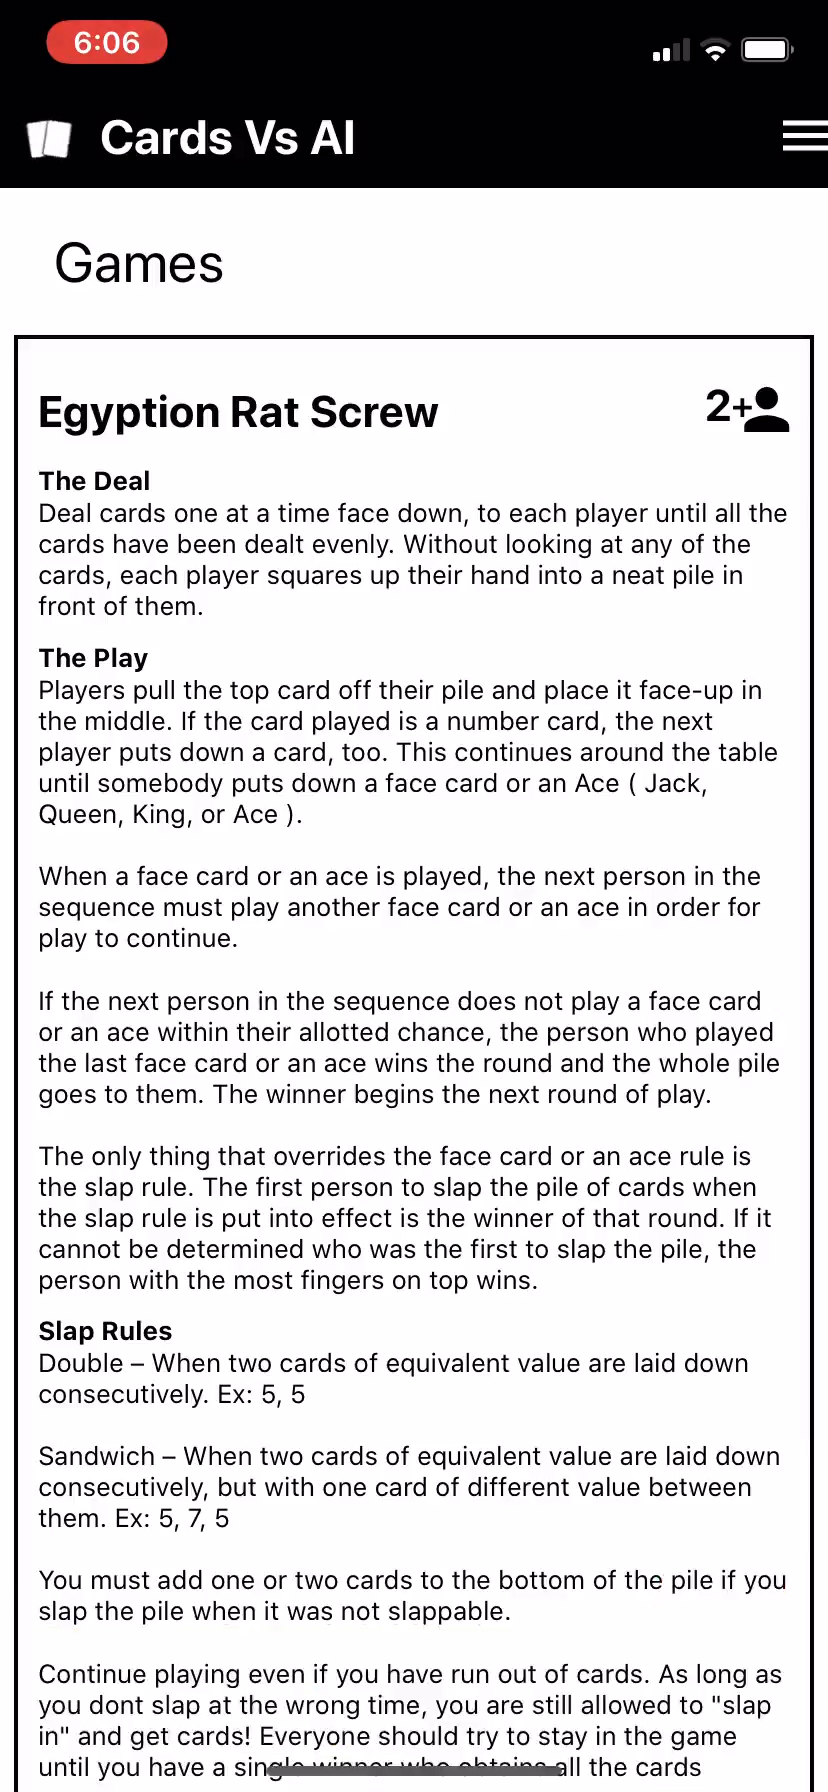 6:06
Cards Vs AI
Games
Egyption Rat Screw
2+
The Deal
Deal cards one at a time face down, to each player until all the
cards have been dealt evenly. Without looking at any of the
cards, each player squares up their hand into a neat pile in
front of them.
The Play
Players pull the top card off their pile and place it face-up in
the middle. If the card played is a number card, the next
player puts down a card, too. This continues around the table
until somebody puts down a face card or an Ace ( Jack,
Queen, King, or Ace ).
When a face card or an ace is played, the next person in the
sequence must play another face card or an ace in order for
play to continue.
If the next person in the sequence does not play a face card
or an ace within their allotted chance, the person who played
the last face card or an ace wins the round and the whole pile
goes to them. The winner begins the next round of play.
The only thing that overrides the face card or an ace rule is
the slap rule. The first person to slap the pile of cards when
the slap rule is put into effect is the winner of that round. If it
cannot be determined who was the first to slap the pile, the
person with the most fingers on top wins.
Slap Rules
Double – When two cards of equivalent value are laid down
consecutively. Ex: 5, 5
Sandwich – When two cards of equivalent value are laid down
consecutively, but with one card of different value between
them. Ex: 5, 7, 5
You must add one or two cards to the bottom of the pile if you
slap the pile when it was not slappable.
Continue playing even if you have run out of cards. As long as
you dont slap at the wrong time, you are still allowed to "slap
in" and get cards! Everyone should try to stay in the game
until you have a single winner who obtains all the cards